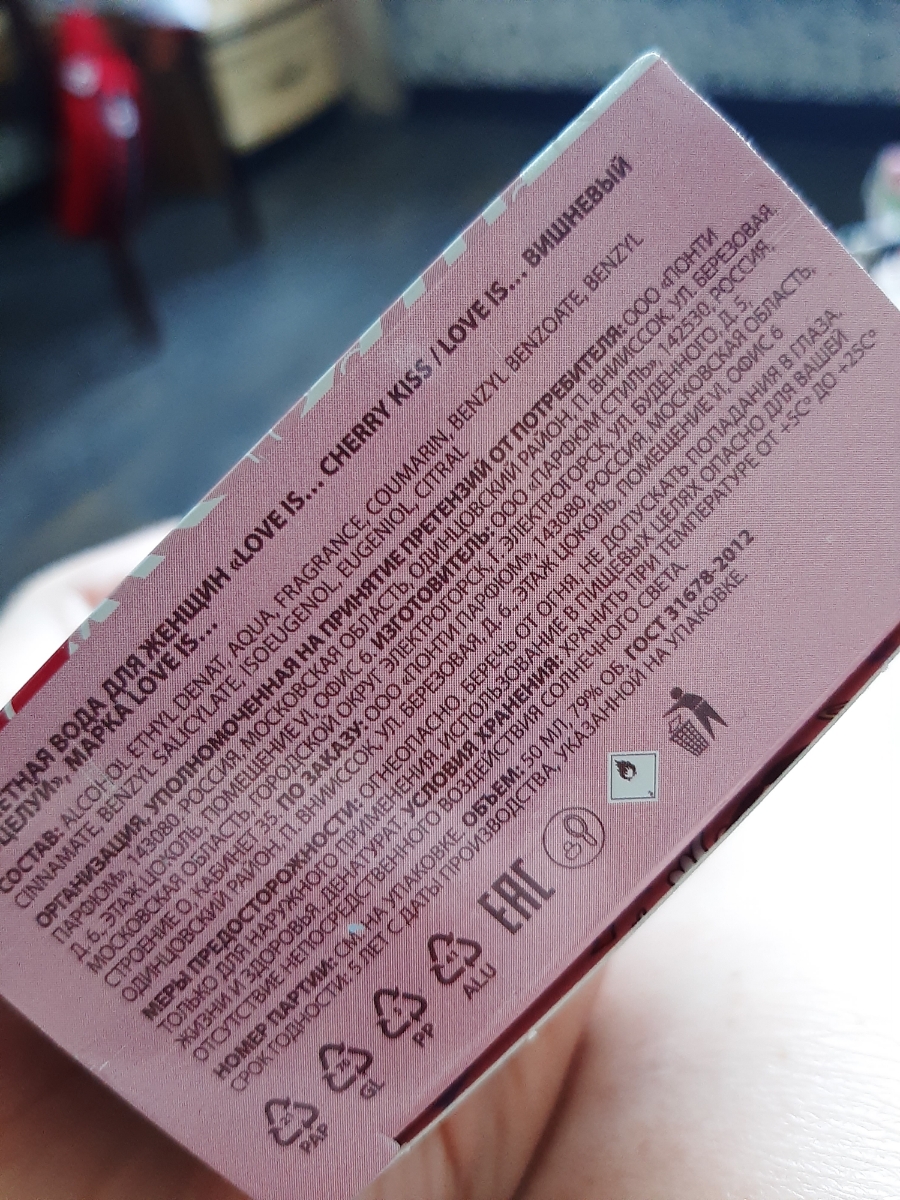 ЕТНАЯ ВОДА ДЛЯ ЖЕНЩИН «LOVE IS... CHERRY KISS / LOVE IS... ВИШНЕВЫЙ
ЦЕЛУЙ», МАРКА LOVE IS...
СОСТАВ: ALCOHOL ETHYL DENAT, AQUA, FRAGRANCE, COUMARIN, BENZYL BENZOATE, BENZYL
CINNAMATE, BENZYL SALICYLATE, ISOEUGENOL, EUGENIOL, CITRAL
ОРГАНИЗАЦИЯ, УПОЛНОМОЧЕННАЯ НА ПРИНЯТИЕ ПРЕТЕНЗИЙ ОТ ПОТРЕБИТЕЛЯ: ООО «ПОНТИ
ПАРФЮМ», 143080, РОССИЯ, МОСКОВСКАЯ ОБЛАСТЬ, ОДИНЦОВСКИЙ РАЙОН, П. ВНИИССОК, УЛ. БЕРЕЗОВАЯ,
Д. 6, ЭТАЖ ЦОКОЛЬ, ПОМЕЩЕНИЕ VI, ОФИС 6. ИЗГОТОВИТЕЛЬ: ООО «ПАРФЮМ СТИЛЬ», 142530, РОССИЯ,
МОСКОВСКАЯ ОБЛАСТЬ, ГОРОДСКОЙ ОКРУГ ЭЛЕКТРОГОРСК, Г. ЭЛЕКТРОГОРСК, УЛ. БУДЕННОГО, Д. 5,
СТРОЕНИЕ О, КАБИНЕТ 35. ПО ЗАКАЗУ: ООО «ПОНТИ ПАРФЮМ», 143080, РОССИЯ, МОСКОВСКАЯ ОБЛАСТЬ,
ОДИНЦОВСКИЙ РАЙОН, П. ВНИИССОК, УЛ. БЕРЕЗОВАЯ, Д. 6, ЭТАЖ ЦОКОЛЬ, ПОМЕЩЕНИЕ VI, ОФИС 6
МЕРЫ ПРЕДОСТОРОЖНОСТИ: ОГНЕОПАСНО. БЕРЕЧЬ ОТ ОГНЯ, НЕ ДОПУСКАТЬ ПОПАДАНИЯ В ГЛАЗА.
ТОЛЬКО ДЛЯ НАРУЖНОГО ПРИМЕНЕНИЯ, ИСПОЛЬЗОВАНИЕ В ПИЩЕВЫХ ЦЕЛЯХ ОПАСНО ДЛЯ ВАШЕЙ
ЖИЗНИ И ЗДОРОВЬЯ. ДЕНАТУРАТ. УСЛОВИЯ ХРАНЕНИЯ: ХРАНИТЬ ПРИ ТЕМПЕРАТУРЕ ОТ +5С° ДО +25С°
ОТСУТСТВИЕ НЕПОСРЕДСТВЕННОГО ВОЗДЕЙСТВИЯ СОЛНЕЧНОГО СВЕТА.
НОМЕР ПАРТИИ: СМ. НА УПАКОВКЕ. ОБЪЕМ: 50 МЛ, 79% ОБ, ГОСТ 31678-2012
СРОК ГОДНОСТИ: 5 ЛЕТ С ДАТЫ ПРОИЗВОДСТВА, УКАЗАННОЙ НА УПАКОВКЕ.
PAP
GL
5
PP
41
ALU
EAC